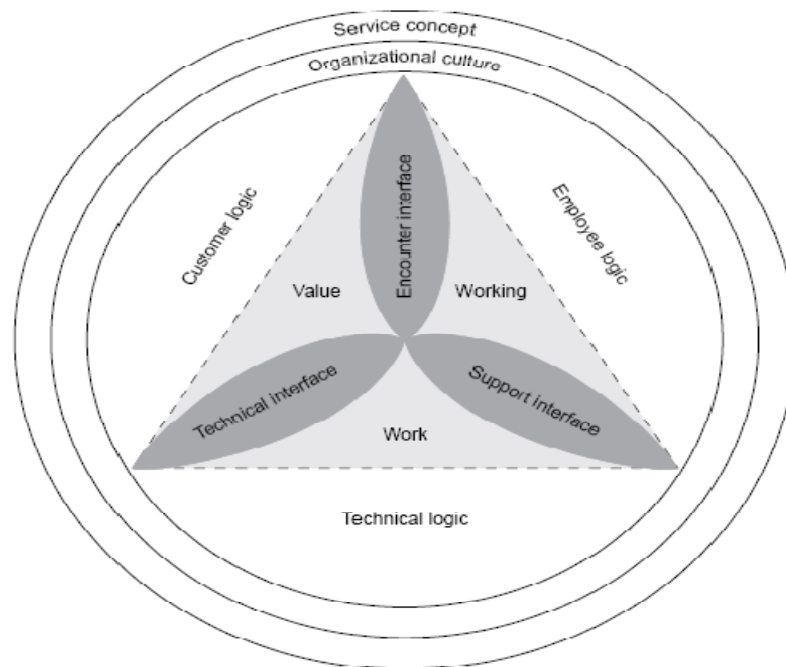 Service concept
Organizational culture
Customer logic
Employee logic
Encounter interface
Value
Working
Technical interface
Support interface
Work
Technical logic